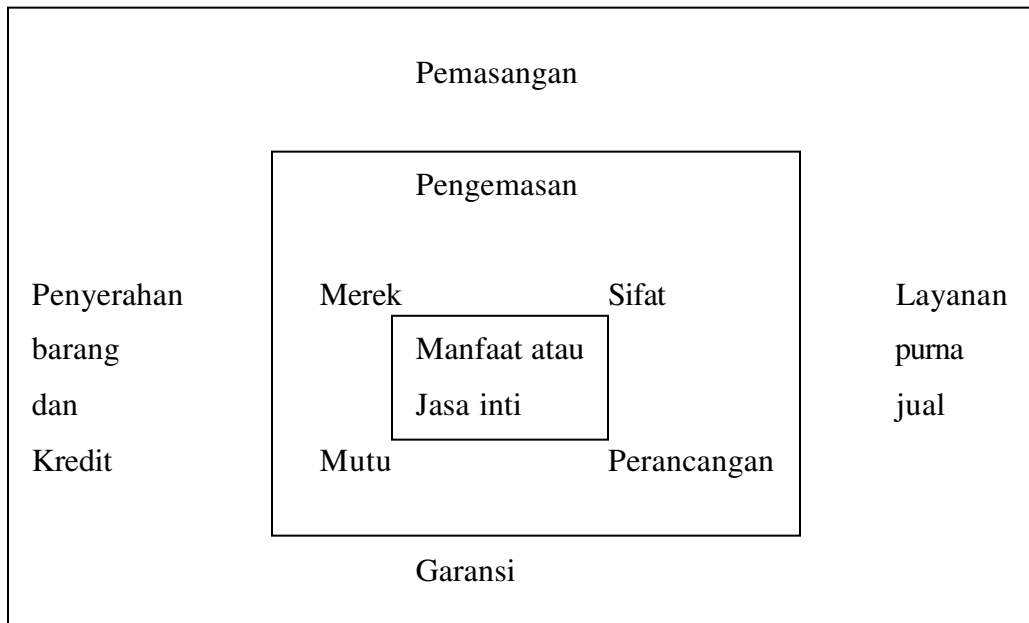 Pemasangan
Pengemasan
Penyerahan Merek Sifat Layanan
barang Manfaat atau purna
dan Jasa inti jual
Kredit Mutu Perancangan
Garansi